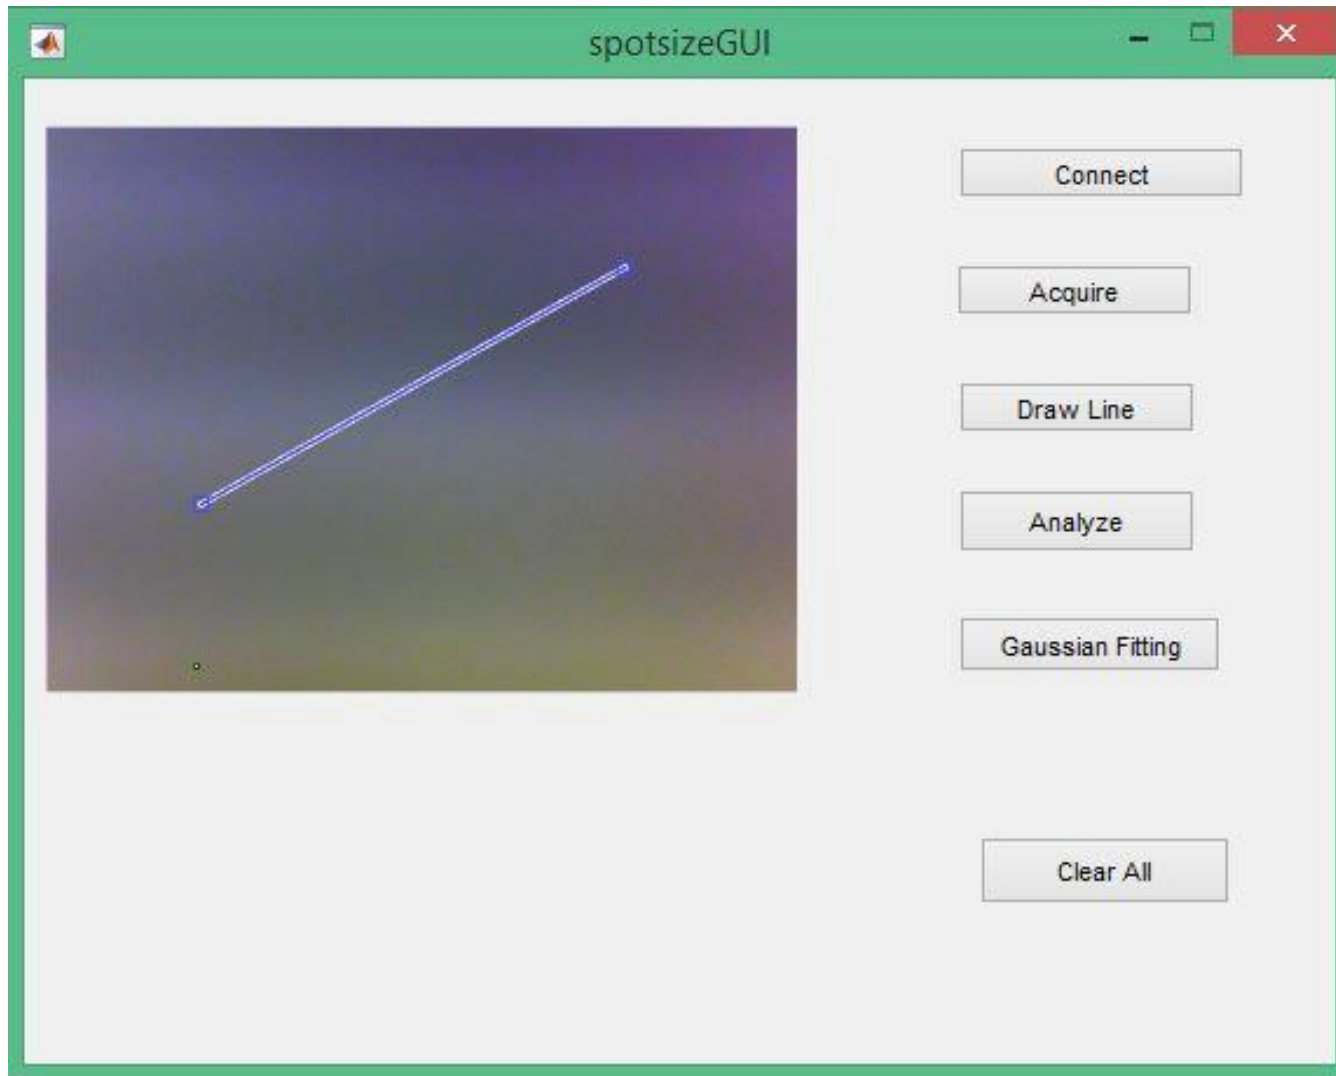 spotsizeGUI
Connect
Acquire
Draw Line
Analyze
Gaussian Fitting
Clear All